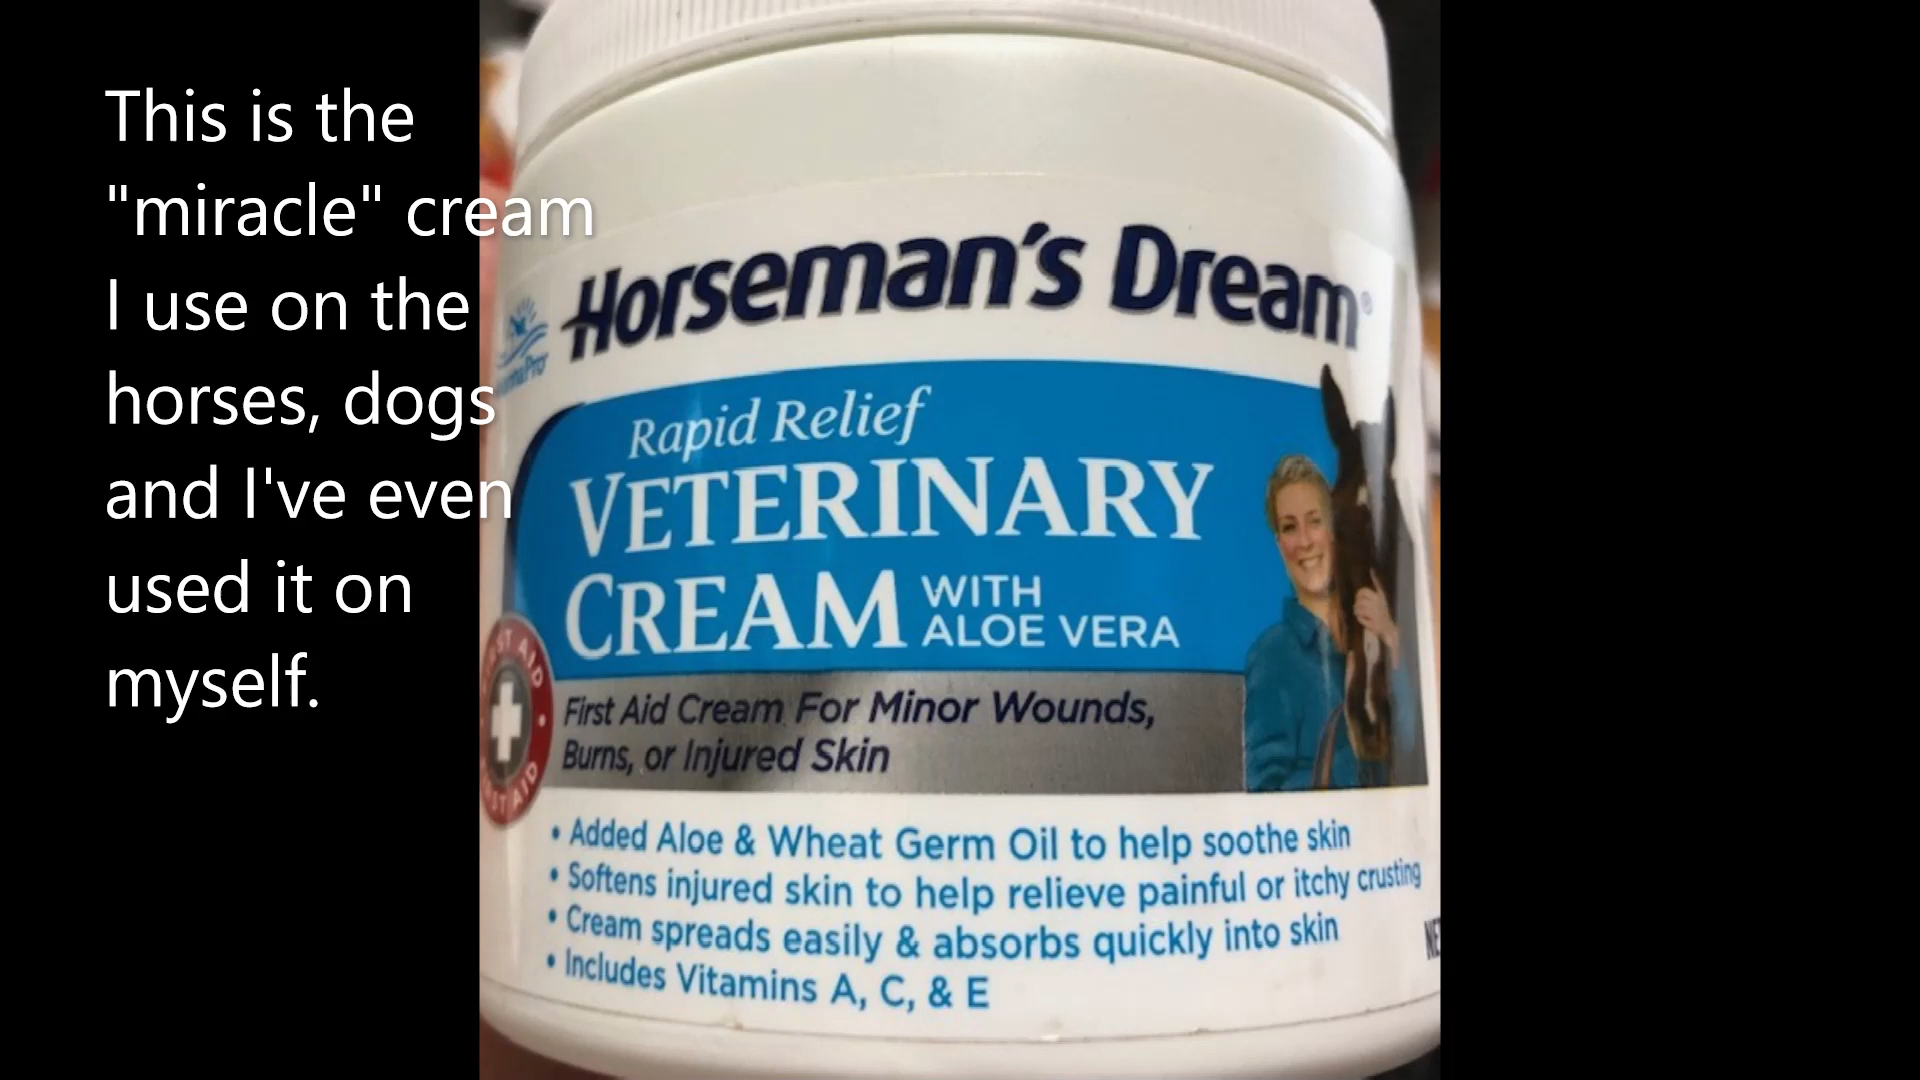 This is the
"miracle" cream
I use on the
horses, dogs
and I've even
used it on
myself.
Horseman's Dream®
Rapid Relief
VETERINARY
CREAM WITH
ALOE VERA
FIRST AID
First Aid Cream For Minor Wounds,
Burns, or Injured Skin
• Added Aloe & Wheat Germ Oil to help soothe skin
• Softens injured skin to help relieve painful or itchy crusting
• Cream spreads easily & absorbs quickly into skin
• Includes Vitamins A, C, & E